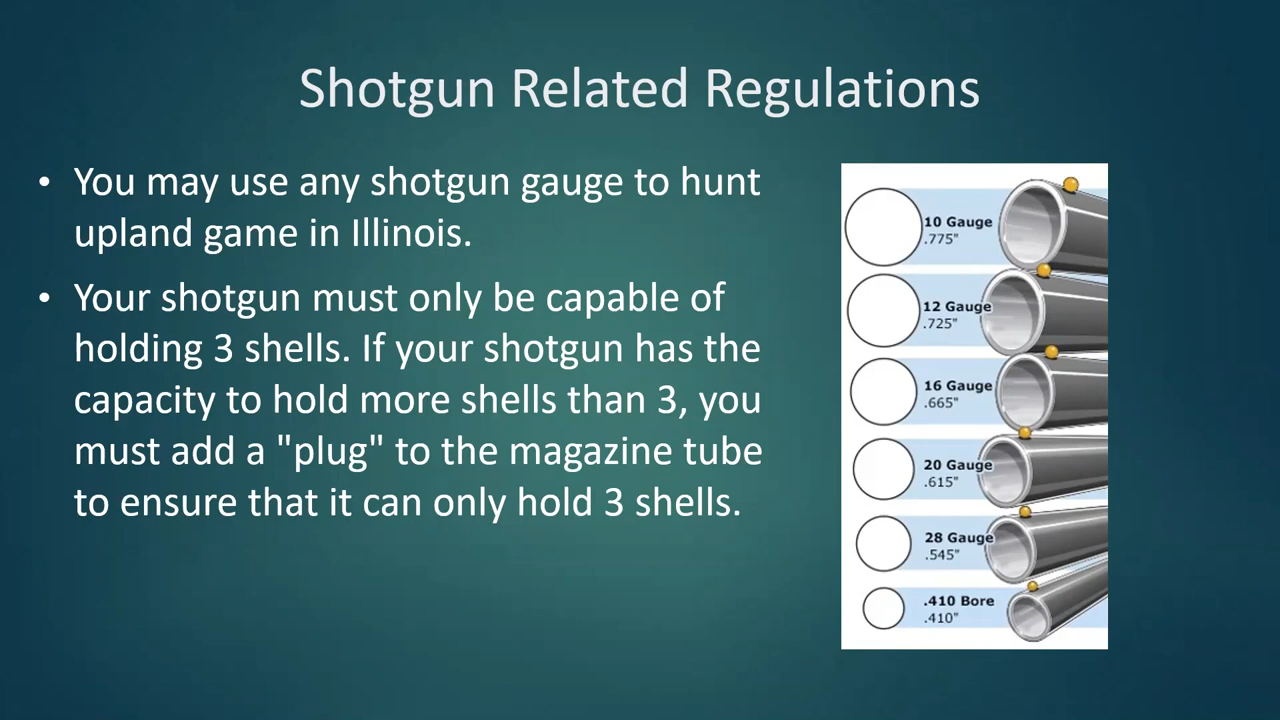 Shotgun Related Regulations
• You may use any shotgun gauge to hunt
upland game in Illinois.
• Your shotgun must only be capable of
holding 3 shells. If your shotgun has the
capacity to hold more shells than 3, you
must add a "plug" to the magazine tube
to ensure that it can only hold 3 shells.
10 Gauge
.775"
12 Gauge
.725"
16 Gauge
.665"
20 Gauge
.615"
28 Gauge
.545"
.410 Bore
.410"